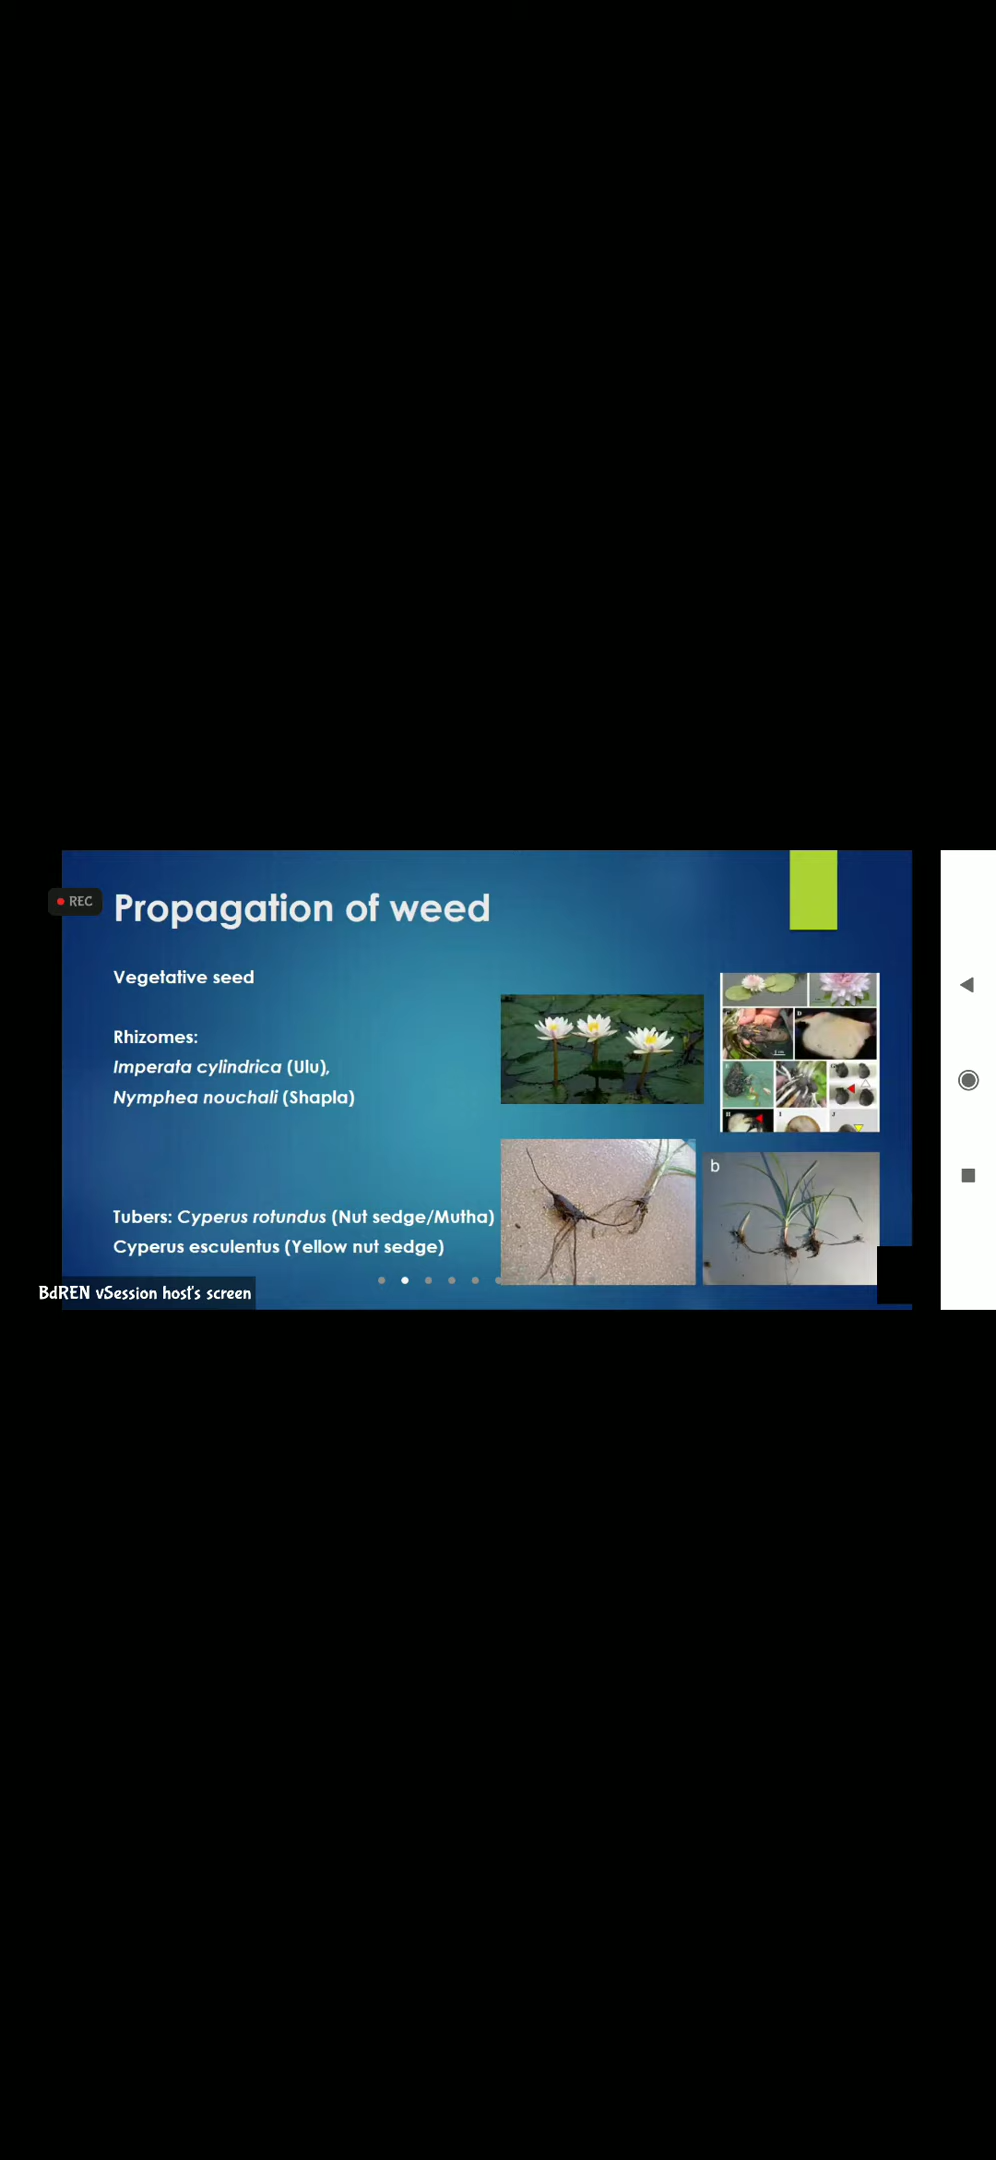 REC
Propagation of weed
Vegetative seed
Rhizomes:
Imperata cylindrica (Ulu),
Nymphea nouchali (Shapla)
Tubers: Cyperus rotundus (Nut sedge/Mutha)
Cyperus esculentus (Yellow nut sedge)
b
BdREN vSession host's screen